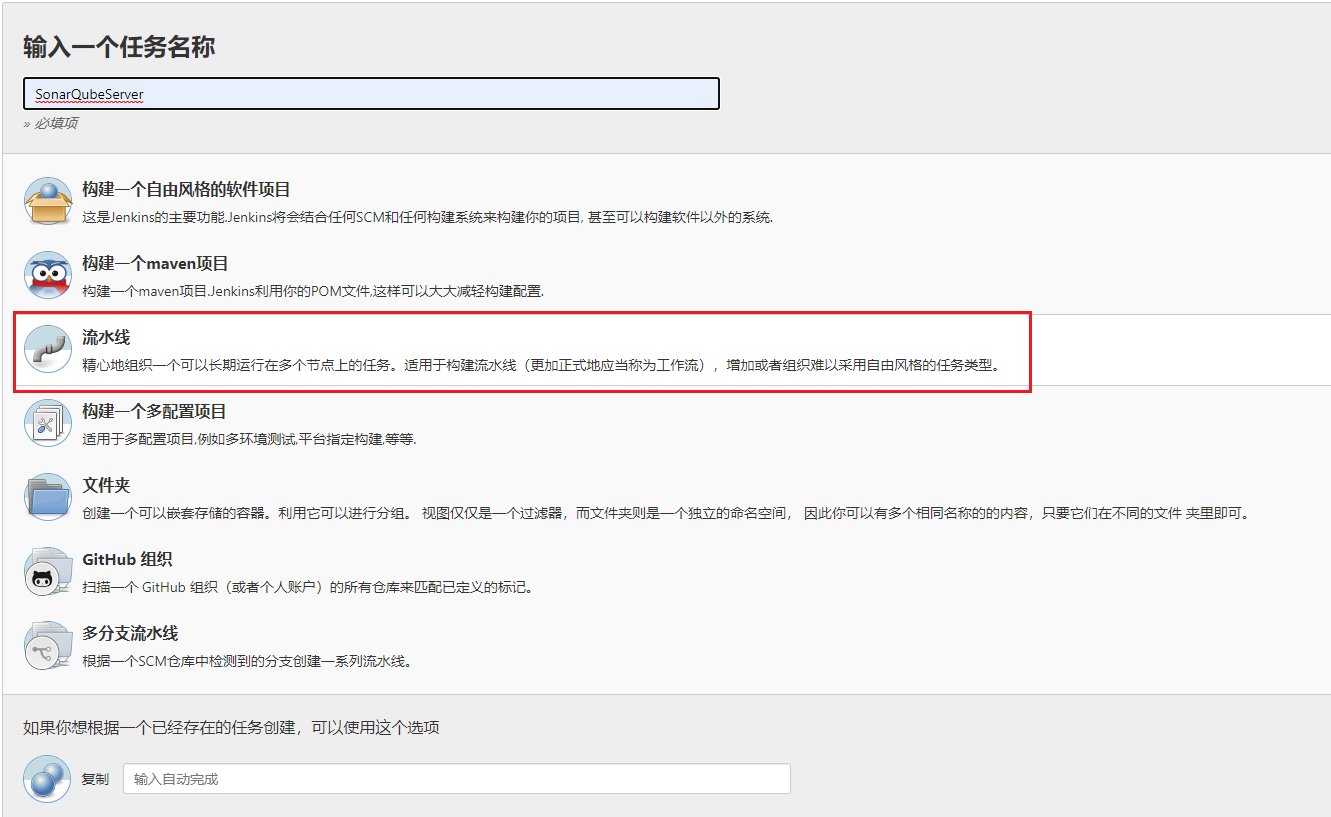 输入一个任务名称
SonarQubeServer
» 必填项
构建一个自由风格的软件项目
这是Jenkins的主要功能.Jenkins将会结合任何SCM和任何构建系统来构建你的项目, 甚至可以构建软件以外的系统.
构建一个maven项目
构建一个maven项目.Jenkins利用你的POM文件,这样可以大大减轻构建配置.
流水线
精心地组织一个可以长期运行在多个节点上的任务。适用于构建流水线（更加正式地应当称为工作流），增加或者组织难以采用自由风格的任务类型。
构建一个多配置项目
适用于多配置项目,例如多环境测试,平台指定构建,等等.
文件夹
创建一个可以嵌套存储的容器。利用它可以进行分组。 视图仅仅是一个过滤器，而文件夹则是一个独立的命名空间， 因此你可以有多个相同名称的的内容，只要它们在不同的文件 夹里即可。
GitHub 组织
扫描一个 GitHub 组织（或者个人账户）的所有仓库来匹配已定义的标记。
多分支流水线
根据一个SCM仓库中检测到的分支创建一系列流水线。
如果你想根据一个已经存在的任务创建，可以使用这个选项
复制 输入自动完成